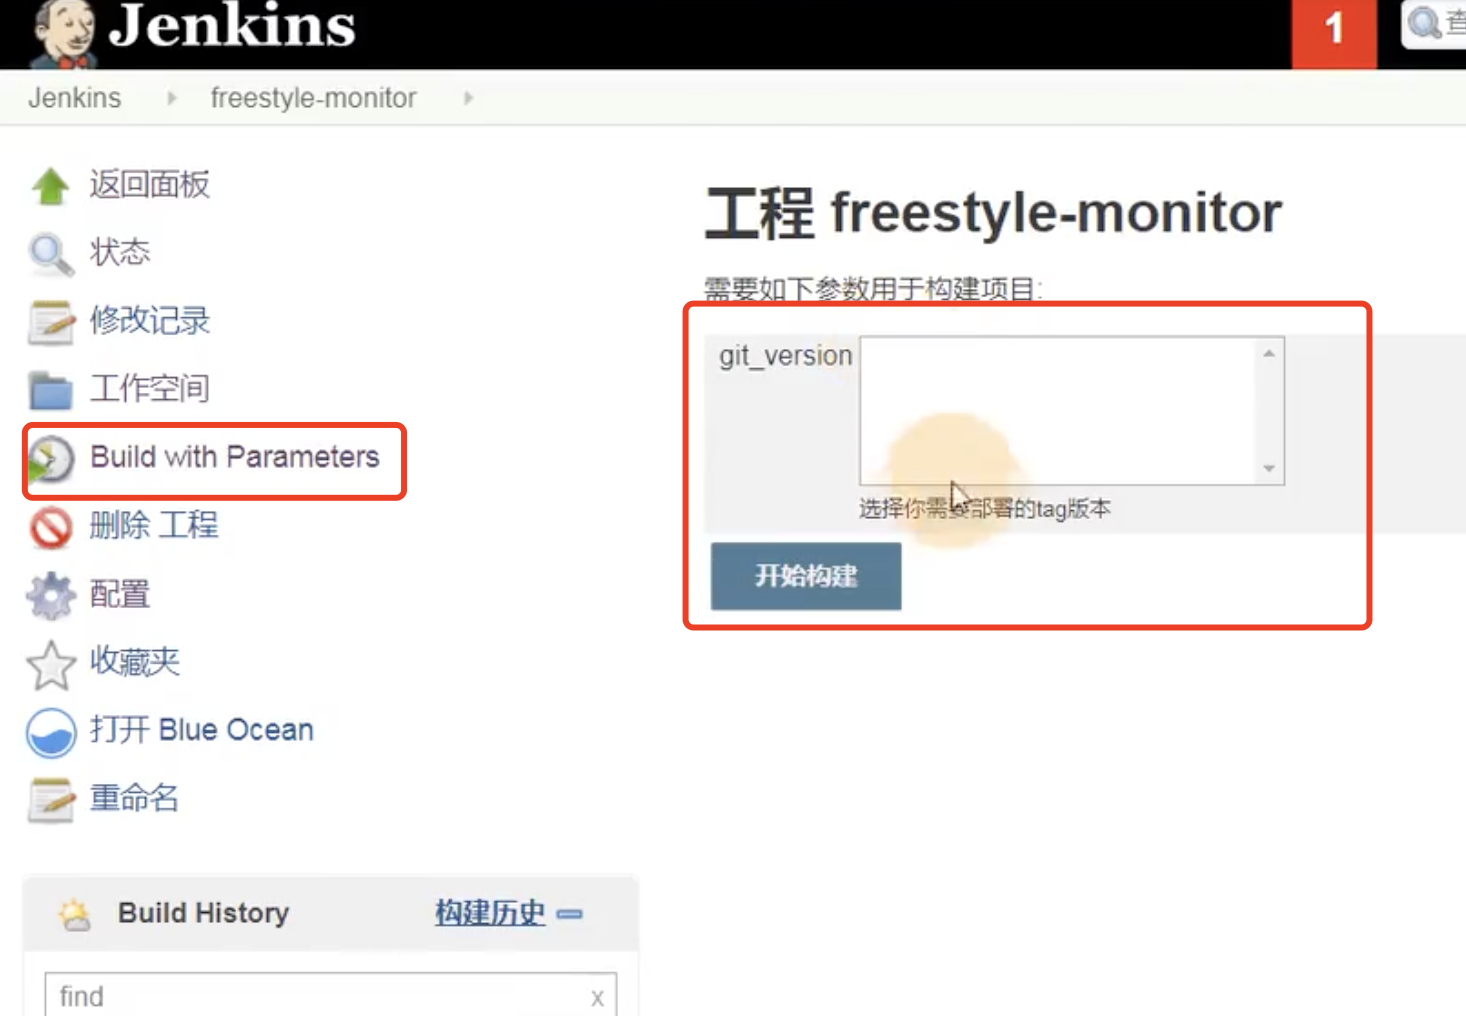 Jenkins
1
查
Jenkins
freestyle-monitor
返回面板
状态
修改记录
工作空间
Build with Parameters
删除 工程
配置
收藏夹
打开 Blue Ocean
重命名
Build History
构建历史
find
x
工程 freestyle-monitor
需要如下参数用于构建项目:
git_version
选择你需要部署的tag版本
开始构建